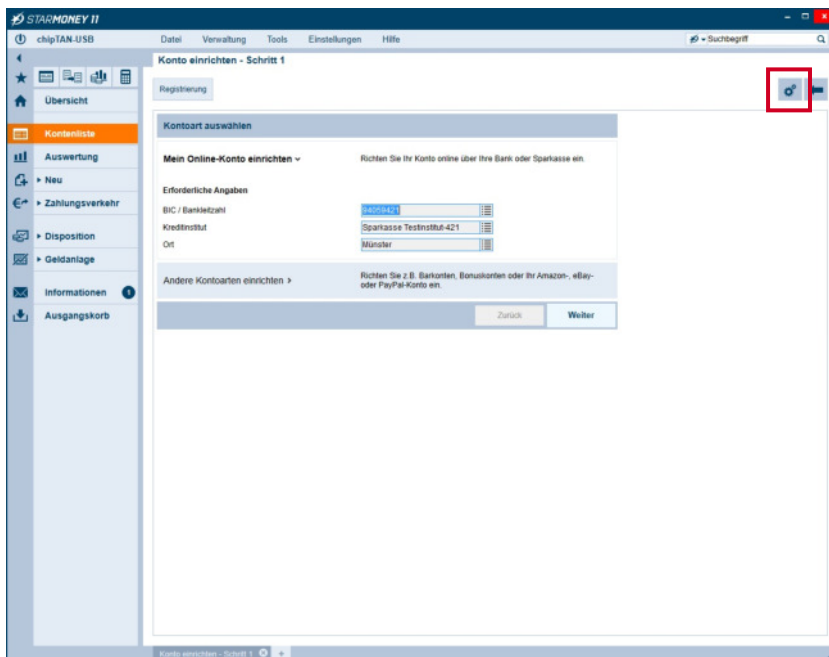 STARMONEY 11
chipTAN-USB
Datei Verwaltung Tools Einstellungen Hilfe
Suchbegriff
Konto einrichten - Schritt 1
Registrierung
Übersicht
Kontenliste
Auswertung
Neu
Zahlungsverkehr
Disposition
Geldanlage
Informationen 1
Ausgangskorb
Kontoart auswählen
Mein Online-Konto einrichten
Richten Sie Ihr Konto online über Ihre Bank oder Sparkasse ein.
Erforderliche Angaben
BIC / Bankleitzahl 94059421
Kreditinstitut Sparkasse Testinstitut-421
Ort Münster
Andere Kontoarten einrichten
Richten Sie z.B. Barkonten, Bonuskonten oder Ihr Amazon-, eBay-
oder PayPal-Konto ein.
Zurück Weiter
Konto einrichten - Schritt 1